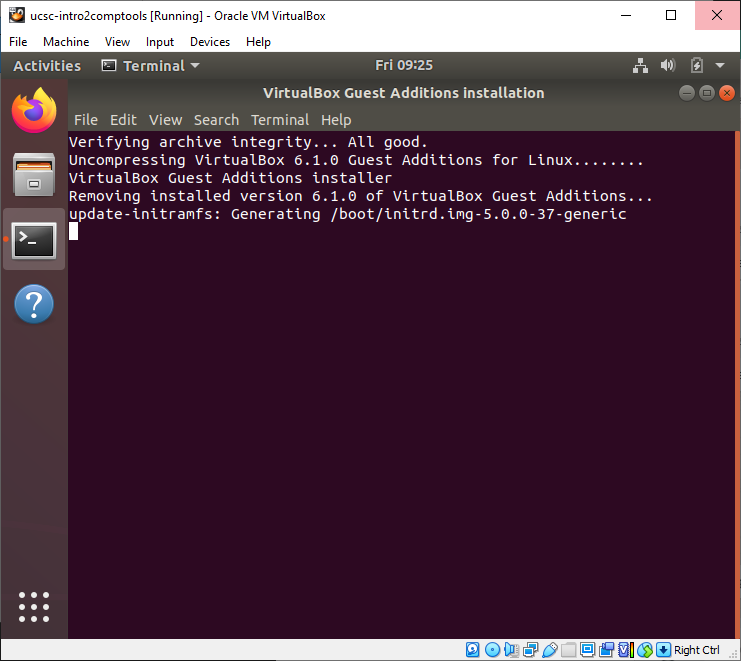 ucsc-intro2comptools [Running] - Oracle VM VirtualBox
File Machine View Input Devices Help
Activities Terminal Fri 09:25
VirtualBox Guest Additions installation
File Edit View Search Terminal Help
Verifying archive integrity... All good.
Uncompressing VirtualBox 6.1.0 Guest Additions for Linux........
VirtualBox Guest Additions installer
Removing installed version 6.1.0 of VirtualBox Guest Additions...
update-initramfs: Generating /boot/initrd.img-5.0.0-37-generic
Right Ctrl